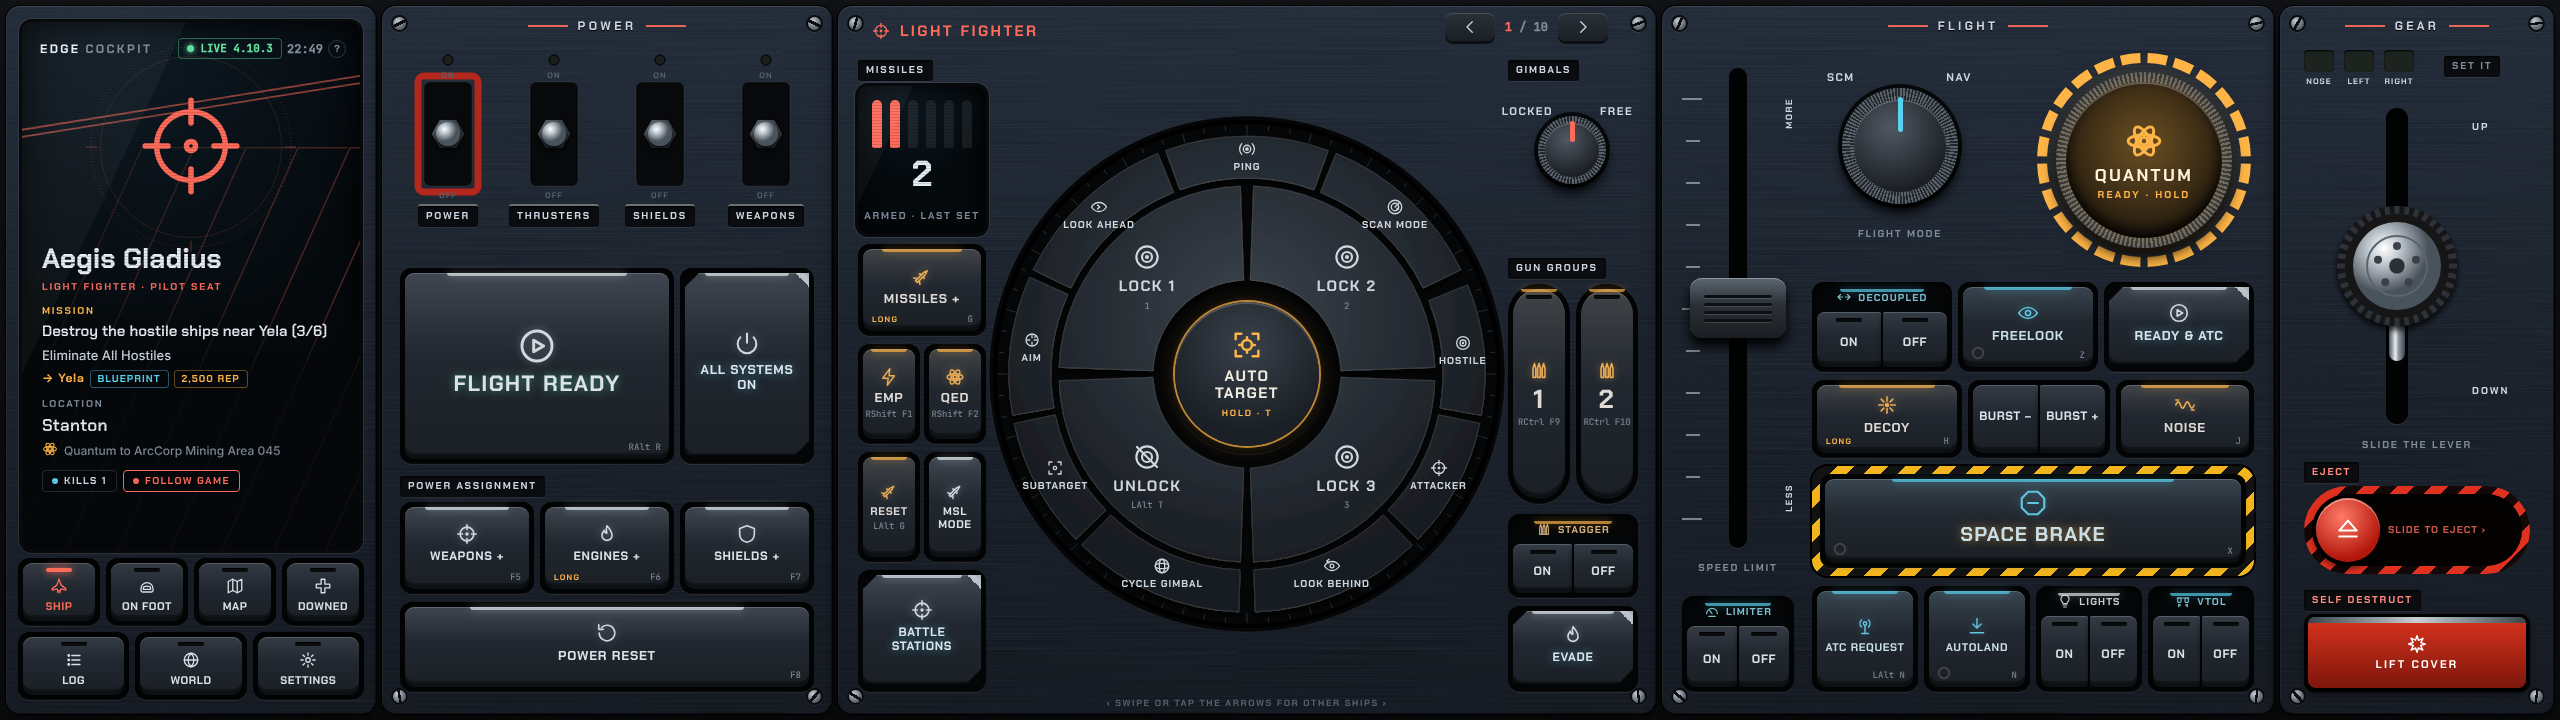 EDGE COCKPIT
LIVE 4.10.3
22:49
?
Aegis Gladius
LIGHT FIGHTER · PILOT SEAT
MISSION
Destroy the hostile ships near Yela (3/6)
Eliminate All Hostiles
→ Yela
BLUEPRINT
2,500 REP
LOCATION
Stanton
Quantum to ArcCorp Mining Area 045
KILLS 1
FOLLOW GAME
SHIP
ON FOOT
MAP
DOWNED
LOG
WORLD
SETTINGS
POWER
ON
ON
ON
ON
OFF
OFF
OFF
OFF
POWER
THRUSTERS
SHIELDS
WEAPONS
FLIGHT READY
RAlt R
ALL SYSTEMS
ON
POWER ASSIGNMENT
WEAPONS +
F5
ENGINES +
LONG
F6
SHIELDS +
F7
POWER RESET
F8
LIGHT FIGHTER
1 / 10
MISSILES
2
ARMED · LAST SET
MISSILES +
LONG
G
EMP
RShift F1
QED
RShift F2
RESET
LAlt G
MSL
MODE
BATTLE
STATIONS
PING
LOOK AHEAD
SCAN MODE
AIM
HOSTILE
SUBTARGET
ATTACKER
CYCLE GIMBAL
LOOK BEHIND
LOCK 1
1
LOCK 2
2
AUTO
TARGET
HOLD · T
UNLOCK
LAlt T
LOCK 3
3
‹ SWIPE OR TAP THE ARROWS FOR OTHER SHIPS ›
GIMBALS
LOCKED
FREE
GUN GROUPS
1
RCtrl F9
2
RCtrl F10
STAGGER
ON
OFF
EVADE
FLIGHT
MORE
LESS
SPEED LIMIT
LIMITER
ON
OFF
SCM
NAV
FLIGHT MODE
QUANTUM
READY · HOLD
DECOUPLED
ON
OFF
FREELOOK
Z
READY & ATC
DECOY
LONG
H
BURST –
BURST +
NOISE
J
SPACE BRAKE
X
ATC REQUEST
LAlt N
AUTOLAND
N
LIGHTS
ON
OFF
VTOL
ON
OFF
GEAR
NOSE
LEFT
RIGHT
SET IT
UP
DOWN
SLIDE THE LEVER
EJECT
SLIDE TO EJECT ›
SELF DESTRUCT
LIFT COVER